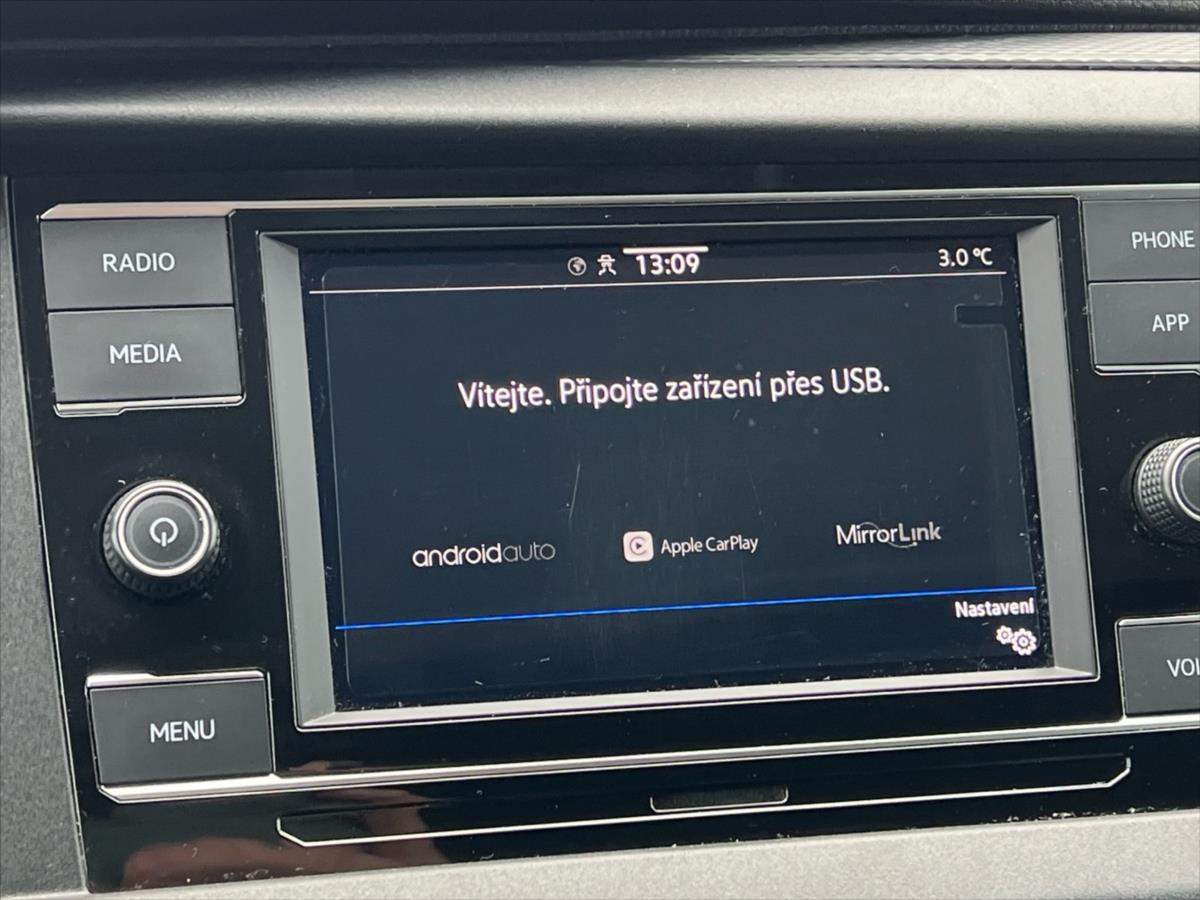 RADIO
MEDIA
MENU
13:09
3.0 °C
Vítejte. Připojte zařízení přes USB.
androidauto
Apple CarPlay
MirrorLink
Nastavení
PHONE
APP